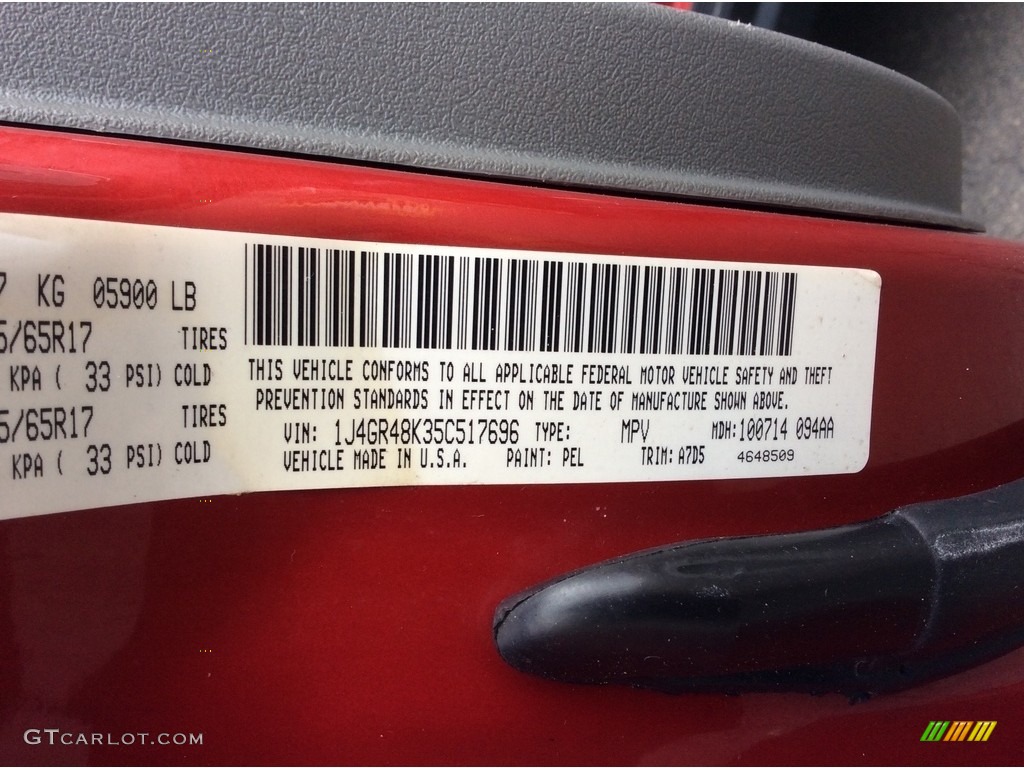 7 KG 05900 LB
5/65R17 TIRES
KPA ( 33 PSI) COLD
5/65R17 TIRES
KPA ( 33 PSI) COLD
THIS VEHICLE CONFORMS TO ALL APPLICABLE FEDERAL MOTOR VEHICLE SAFETY AND THEFT
PREVENTION STANDARDS IN EFFECT ON THE DATE OF MANUFACTURE SHOWN ABOVE.
VIN: 1J4GR48K35C517696 TYPE: MPV MDH:100714 094AA
VEHICLE MADE IN U.S.A. PAINT: PEL TRIM: A7D5 4648509
GTCARLOT.COM